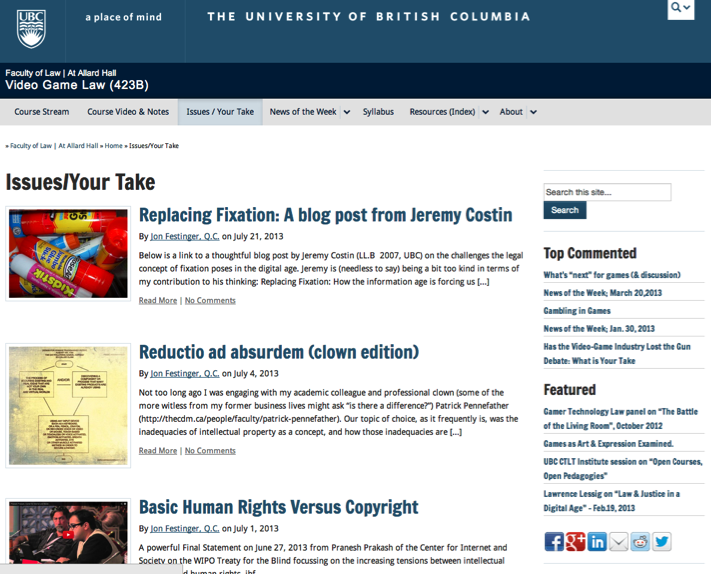 UBC
a place of mind
THE UNIVERSITY OF BRITISH COLUMBIA
Faculty of Law | At Allard Hall
Video Game Law (423B)
Course Stream
Course Video & Notes
Issues / Your Take
News of the Week
Syllabus
Resources (Index)
About
» Faculty of Law | At Allard Hall » Home » Issues/Your Take
Issues/Your Take
Replacing Fixation: A blog post from Jeremy Costin
By Jon Festinger, Q.C. on July 21, 2013
Below is a link to a thoughtful blog post by Jeremy Costin (LL.B 2007, UBC) on the challenges the legal
concept of fixation poses in the digital age. Jeremy is (needless to say) being a bit too kind in terms of
my contribution to his thinking: Replacing Fixation: How the information age is forcing us [...]
Read More | No Comments
Reductio ad absurdem (clown edition)
By Jon Festinger, Q.C. on July 4, 2013
Not too long ago I was engaging with my academic colleague and professional clown (some of the
more witless from my former business lives might ask "is there a difference?") Patrick Pennefather
(http://thecdm.ca/people/faculty/patrick-pennefather). Our topic of choice, as it frequently is, was the
inadequacies of intellectual property as a concept, and how those inadequacies are [...]
Read More | No Comments
Basic Human Rights Versus Copyright
By Jon Festinger, Q.C. on July 1, 2013
A powerful Final Statement on June 27, 2013 from Pranesh Prakash of the Center for Internet and
Society on the WIPO Treaty for the Blind focussing on the increasing tensions between intellectual
human rights
Search this site....
Search
Top Commented
What's "next" for games (& discussion)
News of the Week; March 20,2013
Gambling in Games
News of the Week; Jan. 30, 2013
Has the Video-Game Industry Lost the Gun
Debate: What is Your Take
Featured
Gamer Technology Law panel on "The Battle
of the Living Room", October 2012
Games as Art & Expression Examined.
UBC CTLT Institute session on "Open Courses,
Open Pedagogies"
Lawrence Lessig on "Law & Justice in a
Digital Age" - Feb.19, 2013